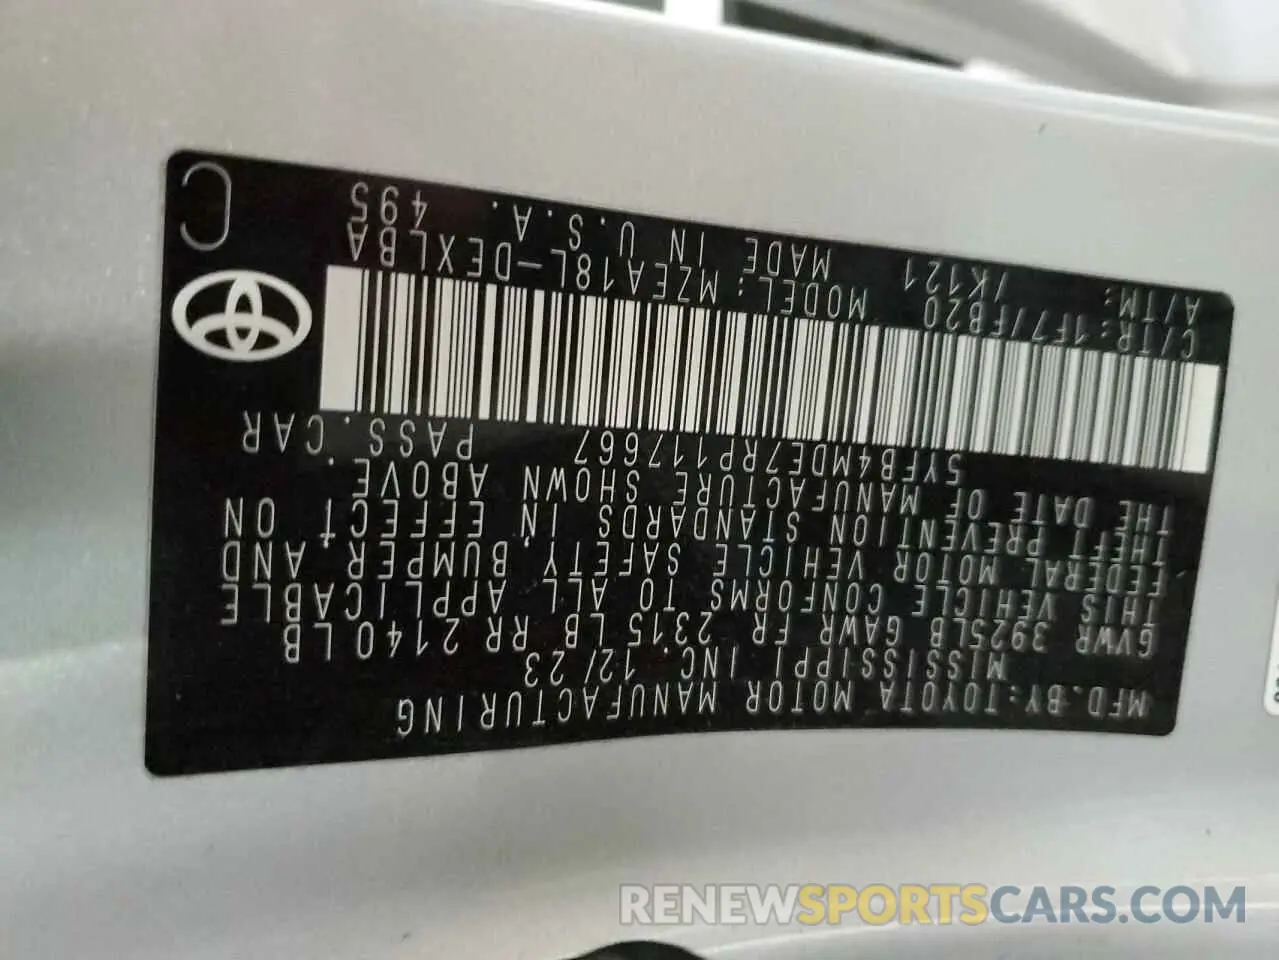 MFD.BY:TOYOTA MOTOR MANUFACTURING
MISSISSIPPI INC. 12/23
GVWR 3925LB GAWR FR 2315LB RR 2140LB
THIS VEHICLE CONFORMS TO ALL APPLICABLE
FEDERAL MOTOR VEHICLE SAFETY, BUMPER AND
THEFT PREVENTION STANDARDS IN EFFECT ON
THE DATE OF MANUFACTURE SHOWN ABOVE.
5YFB4MDE7RP117667 PASS.CAR
C/TR:1F7/FB20 MODEL:MZEA18L-DEXLBA
A/TM: /K121 MADE IN U.S.A. 495
C
RENEWSPORTSCARS.COM